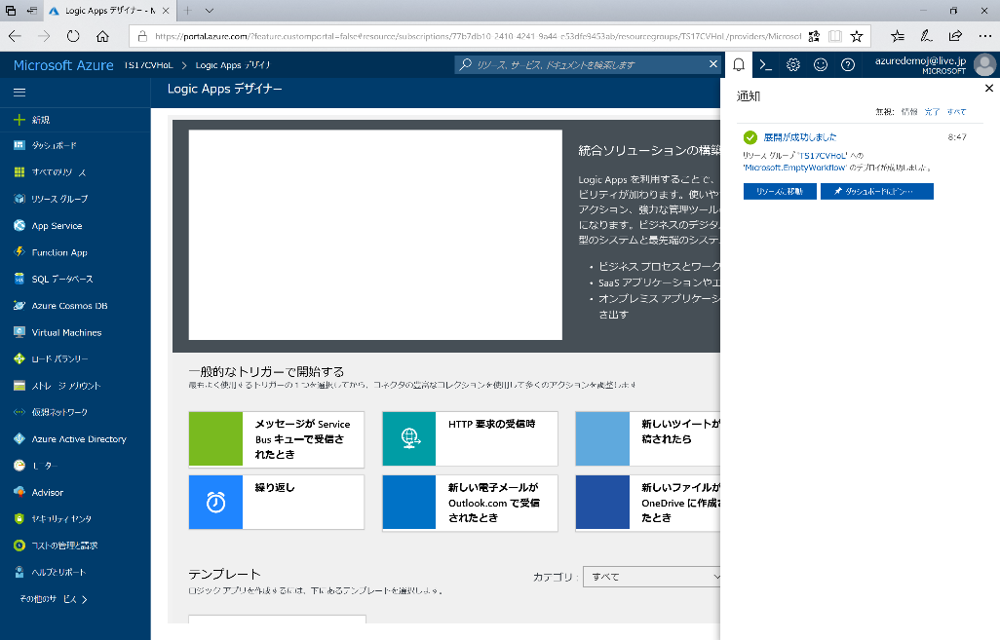 Logic Apps デザイナー - M
https://portal.azure.com/?feature.customportal=false#resource/subscriptions/77b7db10-2410-4241-9a44-e53dfe9453ab/resourcegroups/TS17CVHoL/providers/Microsof
Microsoft Azure TS17CVHoL > Logic Apps デザイナ
リソース、サービス、ドキュメントを検索します
azuredemoj@live.jp
MICROSOFT
新規
ダッシュボード
すべてのリソース
リソース グループ
App Service
Function App
SQL データベース
Azure Cosmos DB
Virtual Machines
ロード バランサー
ストレージ アカウント
仮想ネットワーク
Azure Active Directory
モニター
Advisor
セキュリティ センター
コストの管理と請求
ヘルプとサポート
その他のサービス >
Logic Apps デザイナー
統合ソリューションの構築
Logic Apps を利用することで、
ビリティが加わります。使いや
アクション、強力な管理ツール
になります。ビジネスのデジタ
型のシステムと最先端のシステ
• ビジネス プロセスとワーク
• SaaS アプリケーションやエ
• オンプレミス アプリケーシ
さ出す
一般的なトリガーで開始する
最もよく使用するトリガーの 1 つを選択してから、コネクタの豊富なコレクションを使用して多くのアクションを調整します
メッセージが Service
Bus キューで受信さ
れたとき
HTTP 要求の受信時
新しいツイートが
稿されたら
繰り返し
新しい電子メールが
Outlook.com で受信
されたとき
新しいファイルが
OneDrive に作成さ
たとき
テンプレート
ロジック アプリを作成するには、下にあるテンプレートを選択します。
カテゴリ : すべて
通知
無視: 情報 完了 すべて
展開が成功しました 8:47
リソース グループ 'TS17CVHoL' への
'Microsoft.EmptyWorkflow' のデプロイが成功しました。
リソースに移動
ダッシュボードにピン…